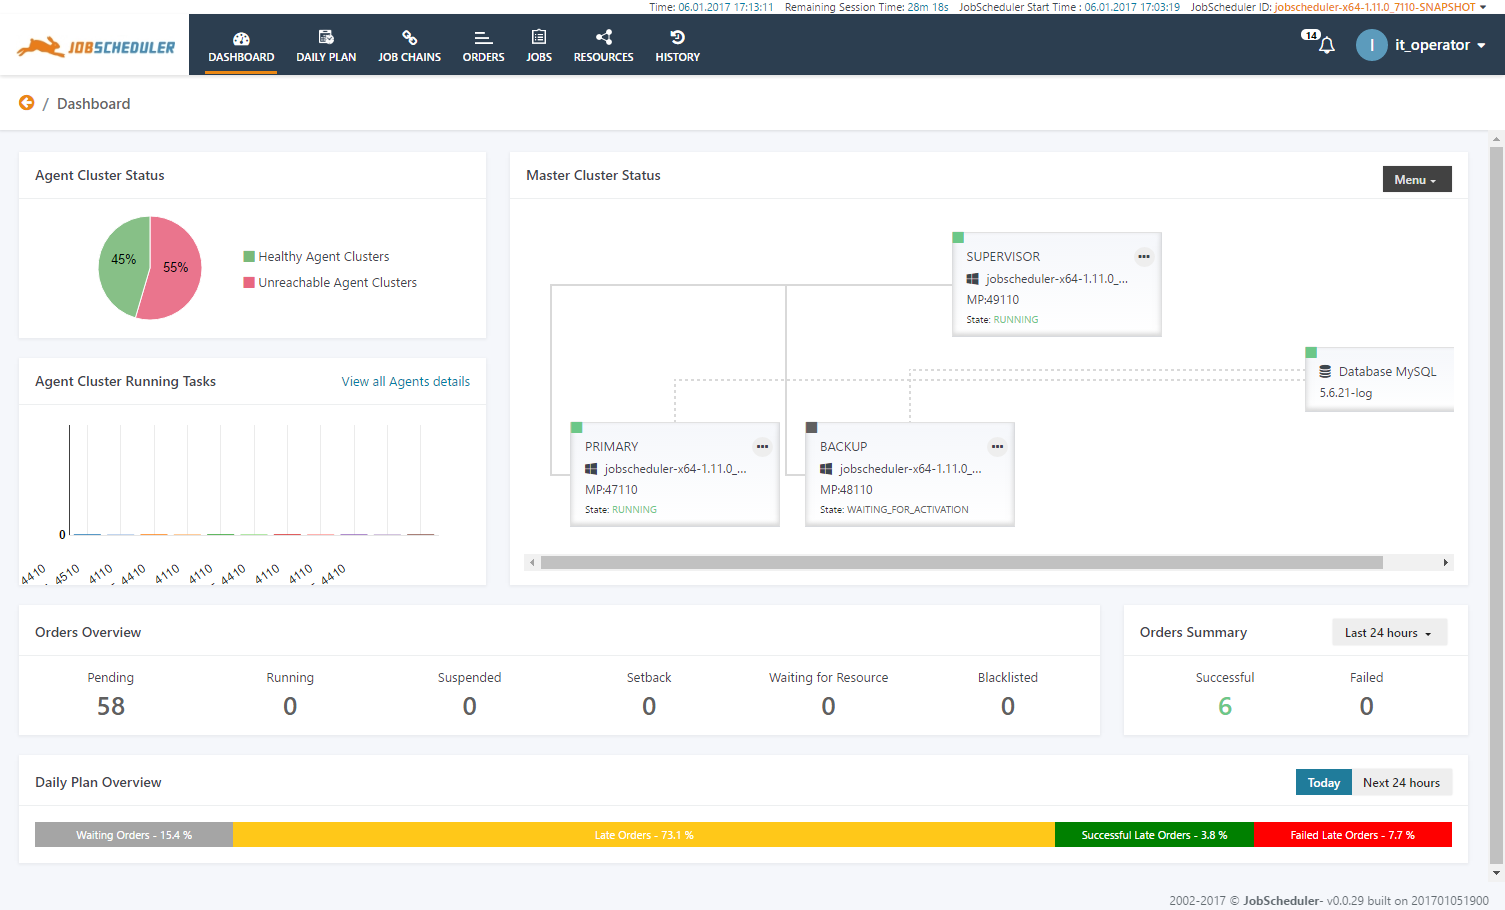 Time: 06.01.2017 17:13:11 Remaining Session Time: 28m 18s JobScheduler Start Time : 06.01.2017 17:03:19 JobScheduler ID: jobscheduler-x64-1.11.0_7110-SNAPSHOT
JOBSCHEDULER
DASHBOARD DAILY PLAN JOB CHAINS ORDERS JOBS RESOURCES HISTORY
14 I it_operator
/ Dashboard
Agent Cluster Status
45% 55%
Healthy Agent Clusters
Unreachable Agent Clusters
Master Cluster Status Menu
SUPERVISOR
jobscheduler-x64-1.11.0_...
MP:49110
State: RUNNING
Database MySQL
5.6.21-log
PRIMARY
jobscheduler-x64-1.11.0_...
MP:47110
State: RUNNING
BACKUP
jobscheduler-x64-1.11.0_...
MP:48110
State: WAITING_FOR_ACTIVATION
Agent Cluster Running Tasks View all Agents details
0
4410 4510 4110 4410 4110 4110 4410 4110 4110 4410
Orders Overview
Pending Running Suspended Setback Waiting for Resource Blacklisted
58 0 0 0 0 0
Orders Summary Last 24 hours
Successful Failed
6 0
Daily Plan Overview Today Next 24 hours
Waiting Orders - 15.4 % Late Orders - 73.1 % Successful Late Orders - 3.8 % Failed Late Orders - 7.7 %
2002-2017 © JobScheduler- v0.0.29 built on 201701051900